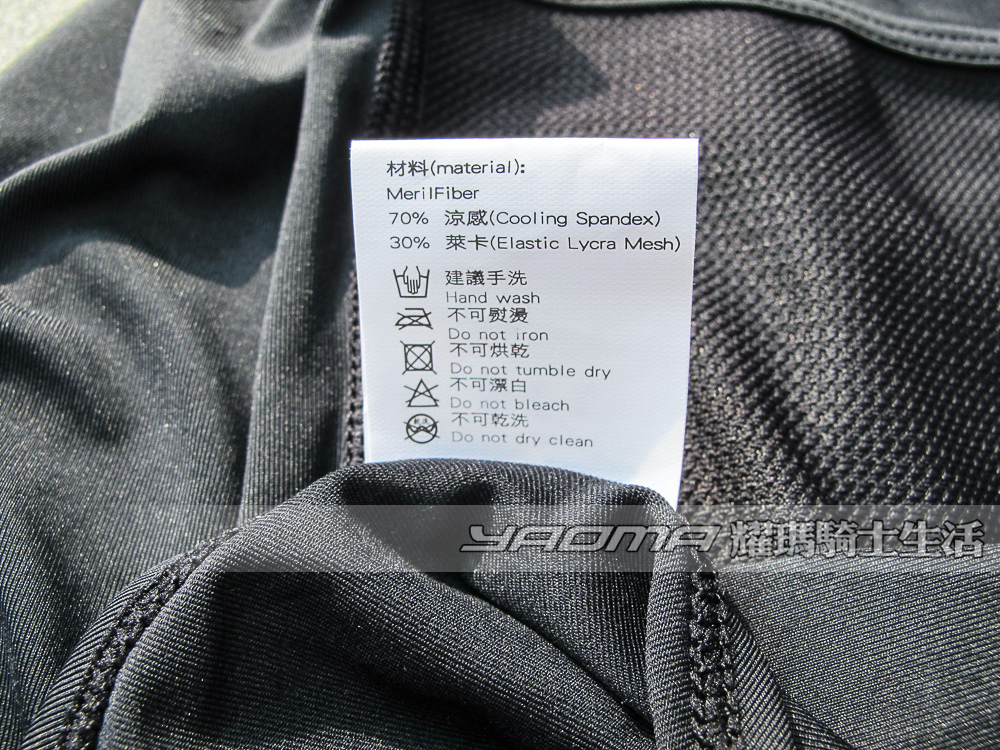 材料(material):
MerilFiber
70% 涼感(Cooling Spandex)
30% 萊卡(Elastic Lycra Mesh)
建議手洗
Hand wash
不可熨燙
Do not iron
不可烘乾
Do not tumble dry
不可漂白
Do not bleach
乾洗
不可乾洗
Do not dry clean
YAOMA 耀瑪騎士生活